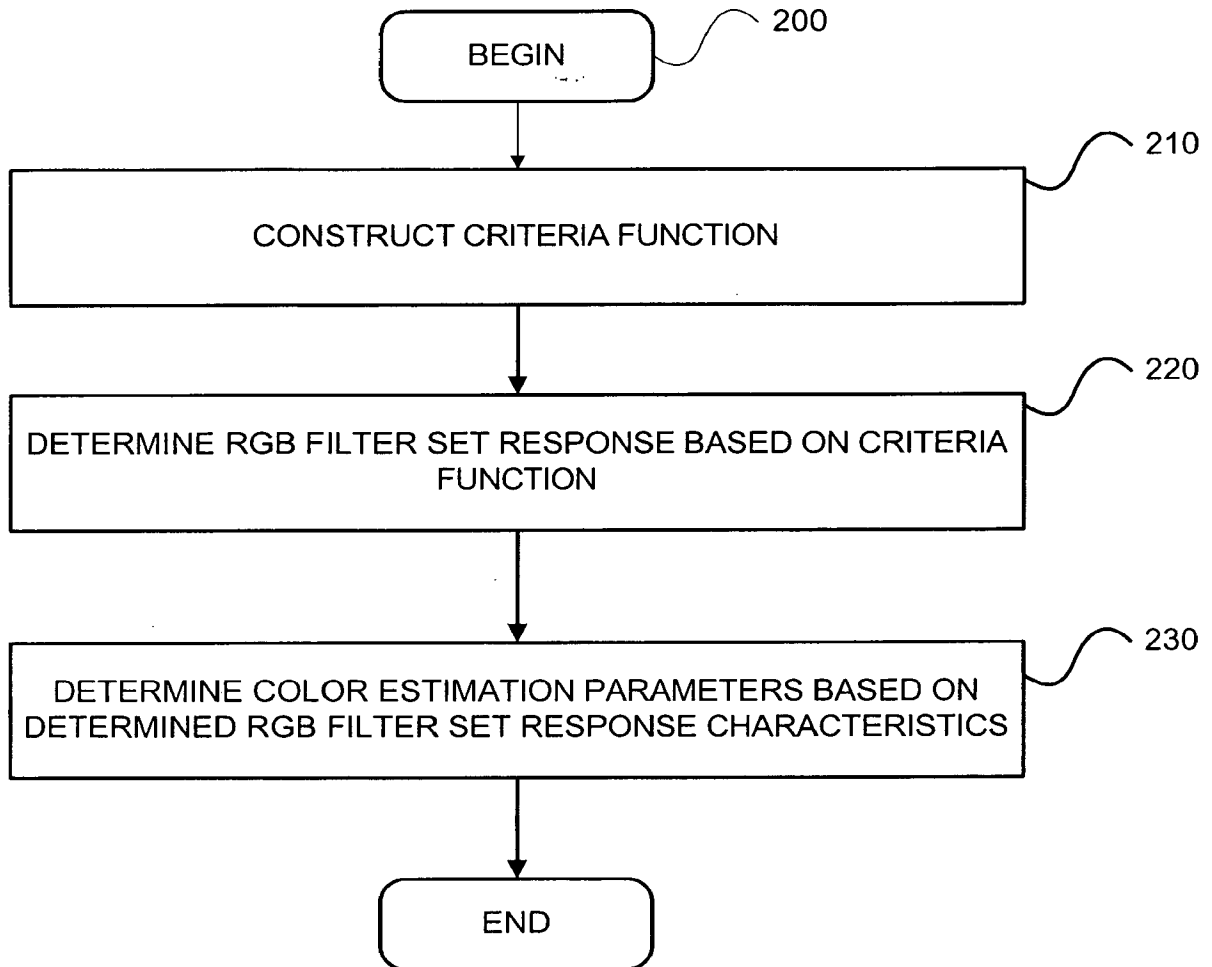 BEGIN
200
210
CONSTRUCT CRITERIA FUNCTION
220
DETERMINE RGB FILTER SET RESPONSE BASED ON CRITERIA
FUNCTION
230
DETERMINE COLOR ESTIMATION PARAMETERS BASED ON
DETERMINED RGB FILTER SET RESPONSE CHARACTERISTICS
END